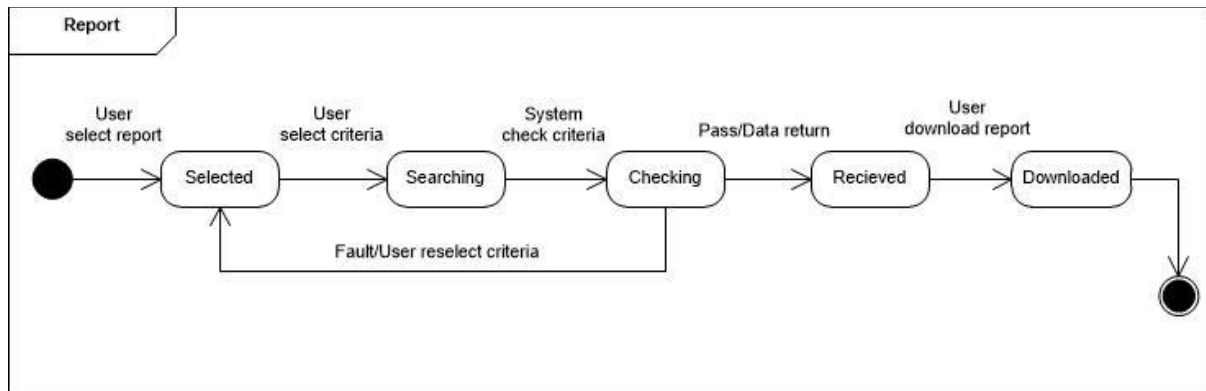 Report
User
select report
User
select criteria
System
check criteria
Pass/Data return
User
download report
Selected
Searching
Checking
Recieved
Downloaded
Fault/User reselect criteria